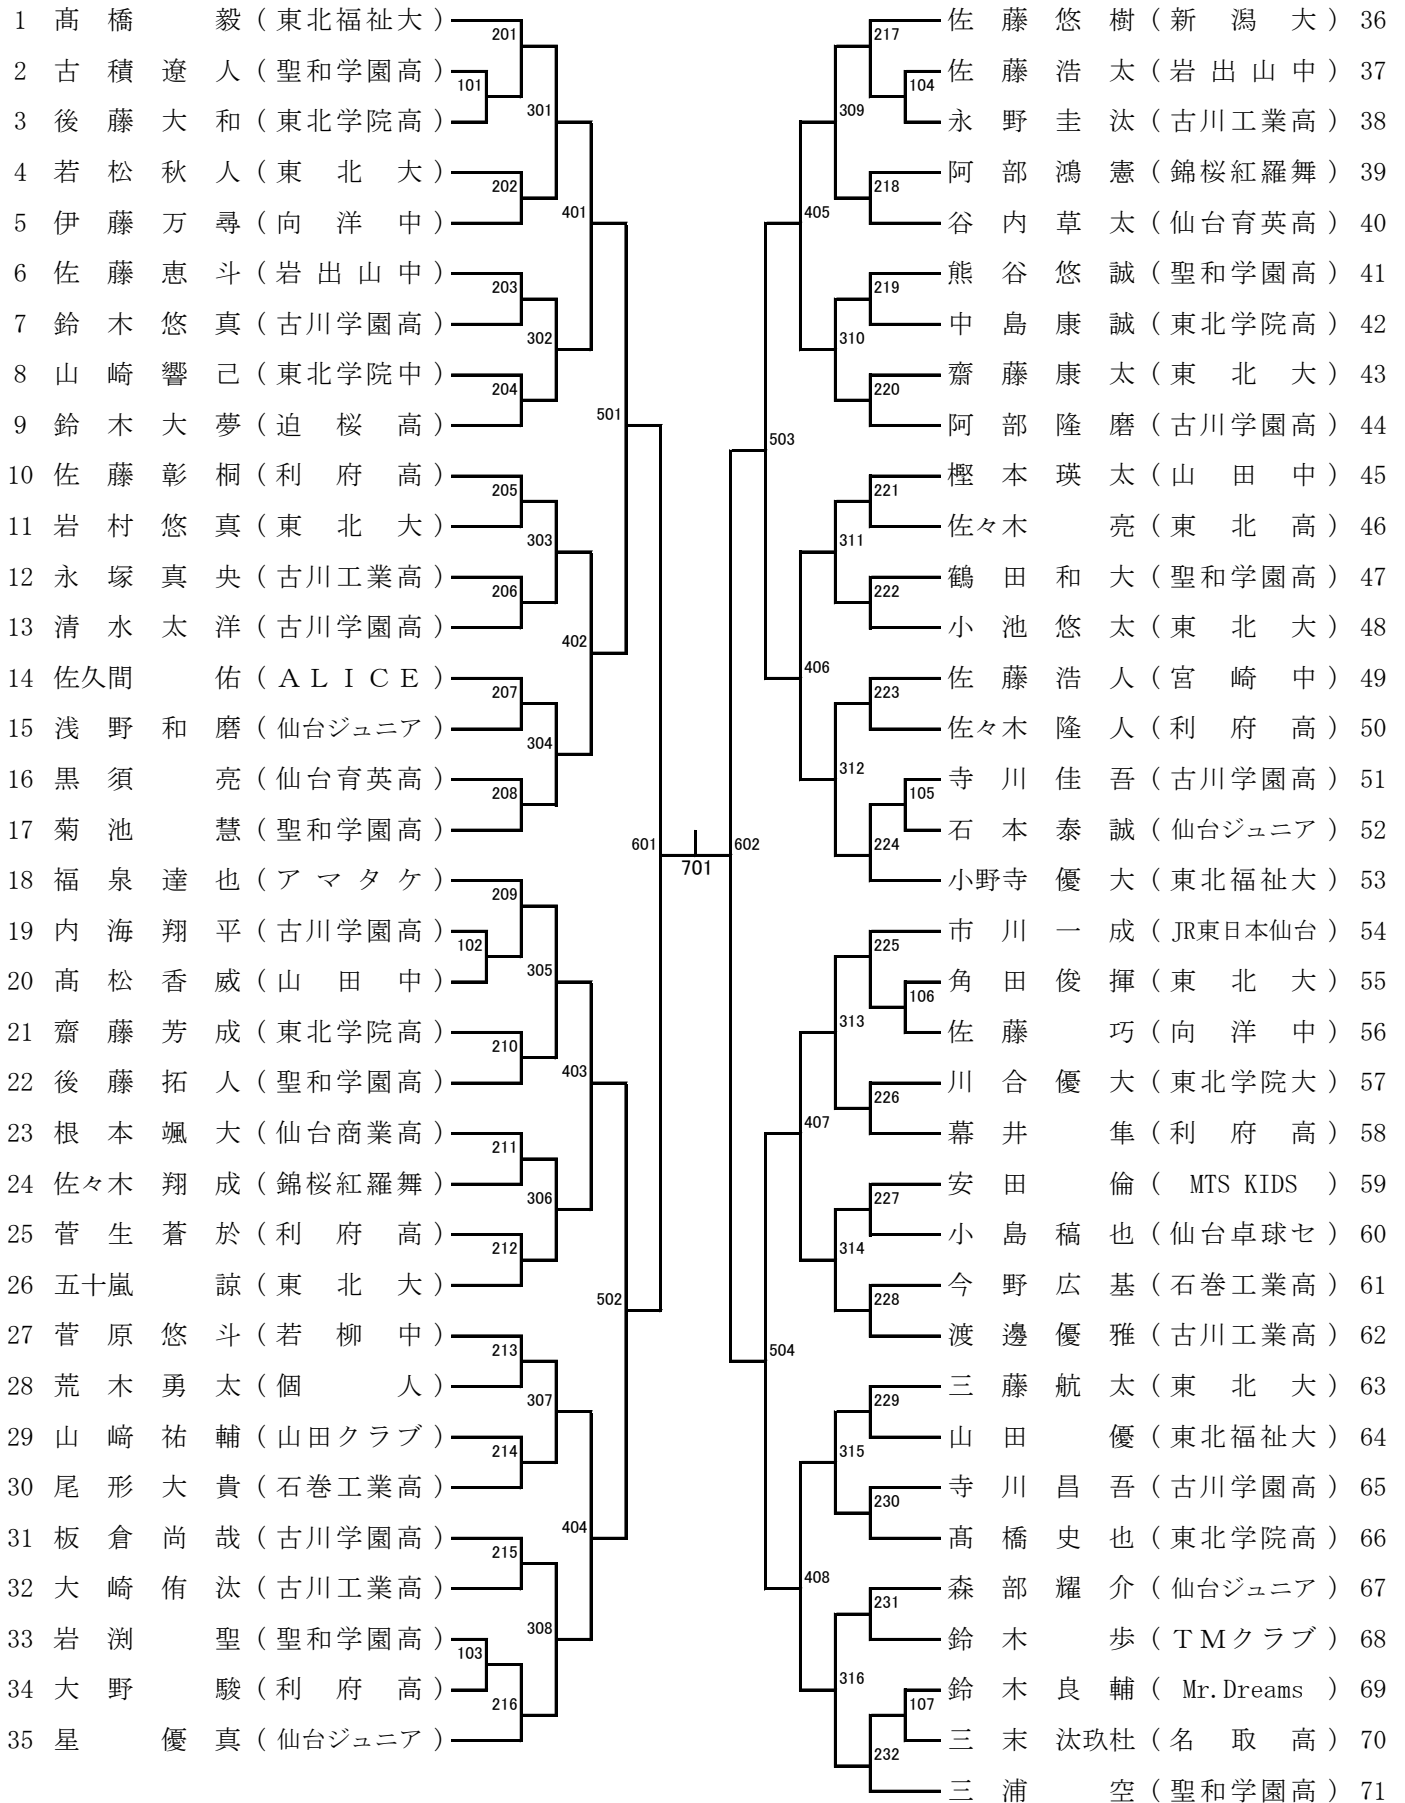 1 髙橋 毅 (東北福祉大)
2 古積遼人 (聖和学園高)
3 後藤大和 (東北学院高)
4 若松秋人 (東北大)
5 伊藤万尋 (向洋中)
6 佐藤恵斗 (岩出山中)
7 鈴木悠真 (古川学園高)
8 山崎響己 (東北学院中)
9 鈴木大夢 (迫桜高)
10 佐藤彰桐 (利府高)
11 岩村悠真 (東北大)
12 永塚真央 (古川工業高)
13 清水太洋 (古川学園高)
14 佐久間 佑 (ALICE)
15 浅野和磨 (仙台ジュニア)
16 黒須 亮 (仙台育英高)
17 菊池 慧 (聖和学園高)
18 福泉達也 (アマタケ)
19 内海翔平 (古川学園高)
20 髙松香威 (山田中)
21 齋藤芳成 (東北学院高)
22 後藤拓人 (聖和学園高)
23 根本颯大 (仙台商業高)
24 佐々木翔成 (錦桜紅羅舞)
25 菅生蒼於 (利府高)
26 五十嵐 諒 (東北大)
27 菅原悠斗 (若柳中)
28 荒木勇太 (個人)
29 山﨑祐輔 (山田クラブ)
30 尾形大貴 (石巻工業高)
31 板倉尚哉 (古川学園高)
32 大崎侑汰 (古川工業高)
33 岩渕 聖 (聖和学園高)
34 大野 駿 (利府高)
35 星 優真 (仙台ジュニア)
101
102
103
201
202
203
204
205
206
207
208
209
210
211
212
213
214
215
216
301
302
303
304
305
306
307
308
401
402
403
404
501
502
601
701
602
503
504
405
406
407
408
309
310
311
312
313
314
315
316
217
218
219
220
221
222
223
224
225
226
227
228
229
230
231
232
104
105
106
107
佐藤悠樹 (新潟大) 36
佐藤浩太 (岩出山中) 37
永野圭汰 (古川工業高) 38
阿部鴻憲 (錦桜紅羅舞) 39
谷内草太 (仙台育英高) 40
熊谷悠誠 (聖和学園高) 41
中島康誠 (東北学院高) 42
齋藤康太 (東北大) 43
阿部隆磨 (古川学園高) 44
樫本瑛太 (山田中) 45
佐々木 亮 (東北高) 46
鶴田和大 (聖和学園高) 47
小池悠太 (東北大) 48
佐藤浩人 (宮崎中) 49
佐々木隆人 (利府高) 50
寺川佳吾 (古川学園高) 51
石本泰誠 (仙台ジュニア) 52
小野寺優大 (東北福祉大) 53
市川一成 (JR東日本仙台) 54
角田俊揮 (東北大) 55
佐藤 巧 (向洋中) 56
川合優大 (東北学院大) 57
幕井 隼 (利府高) 58
安田 倫 (MTS KIDS) 59
小島稿也 (仙台卓球セ) 60
今野広基 (石巻工業高) 61
渡邊優雅 (古川工業高) 62
三藤航太 (東北大) 63
山田 優 (東北福祉大) 64
寺川昌吾 (古川学園高) 65
髙橋史也 (東北学院高) 66
森部耀介 (仙台ジュニア) 67
鈴木 歩 (TMクラブ) 68
鈴木良輔 (Mr.Dreams) 69
三末汰玖杜 (名取高) 70
三浦 空 (聖和学園高) 71